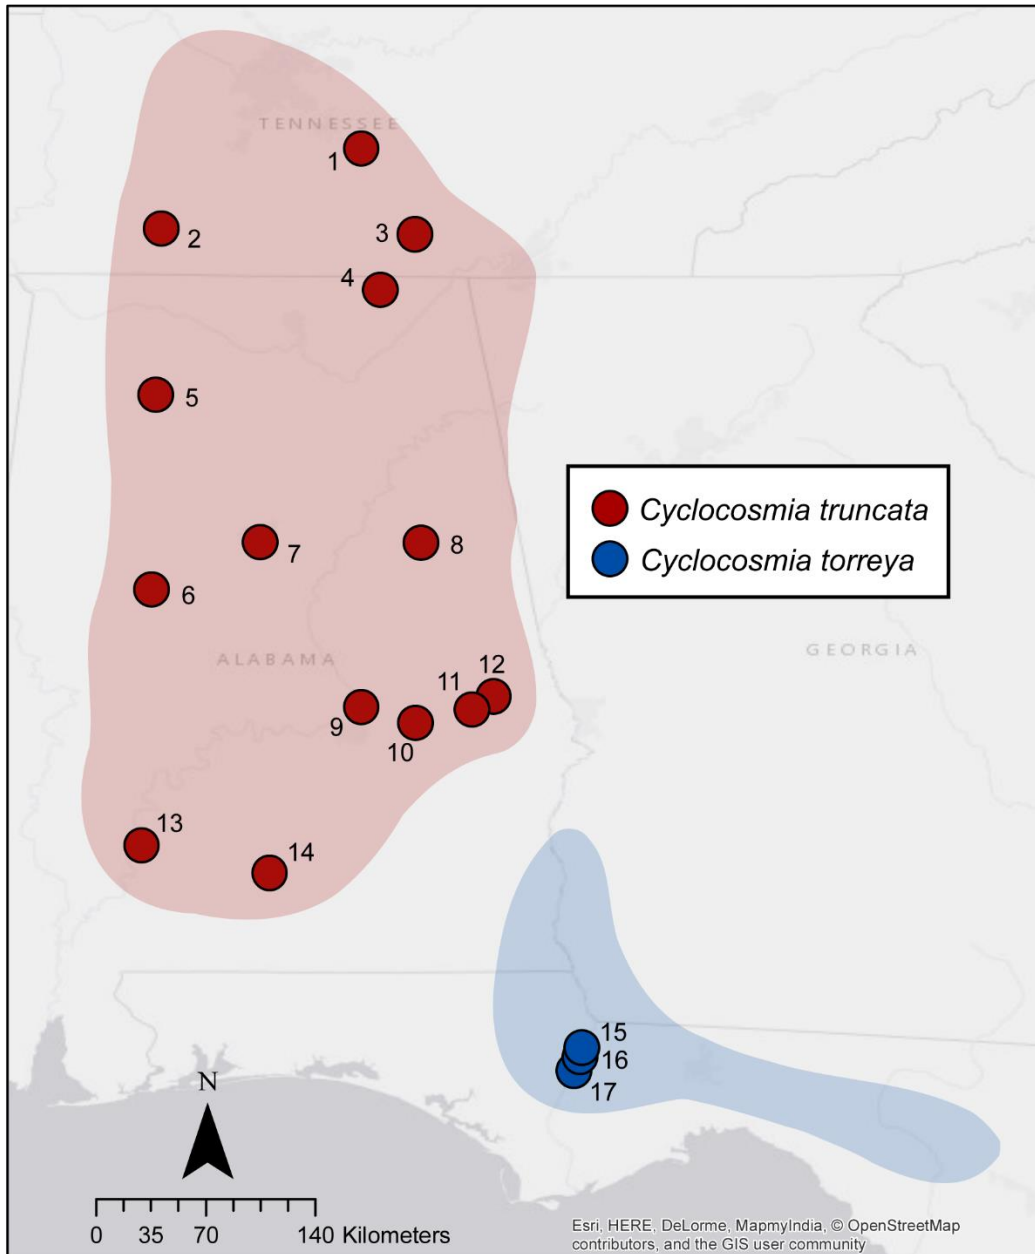 TENNESSEE
1
2
3
4
5
6
7
8
Cyclocosmia truncata
Cyclocosmia torreya
ALABAMA
GEORGIA
9
10
11
12
13
14
15
16
17
N
0 35 70 140 Kilometers
Esri, HERE, DeLorme, MapmyIndia, © OpenStreetMap
contributors, and the GIS user community